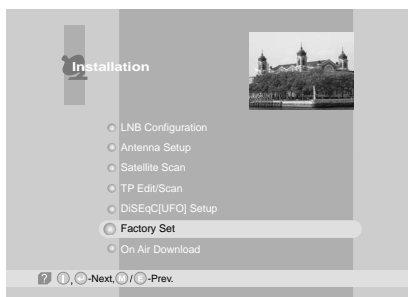 Installation
LNB Configuration
Antenna Setup
Satellite Scan
TP Edit/Scan
DiSEqC[UFO] Setup
Factory Set
On Air Download
? , -Next, M / E -Prev.